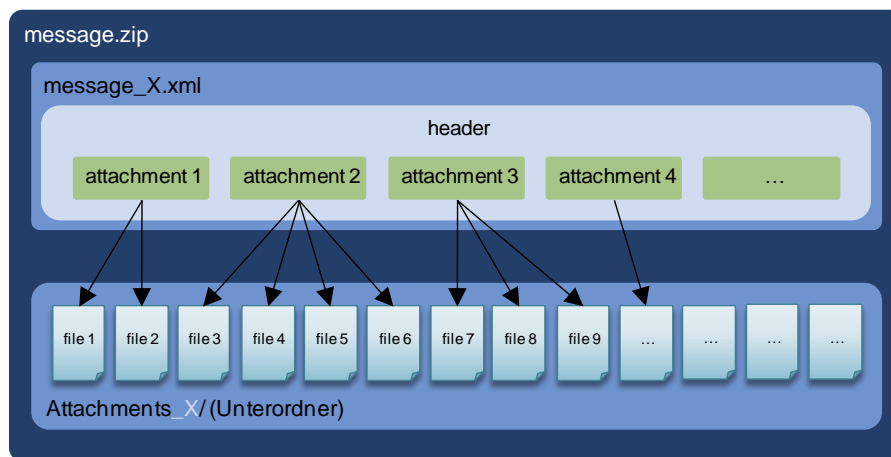 message.zip
message_X.xml
header
attachment 1 attachment 2 attachment 3 attachment 4 …
file 1 file 2 file 3 file 4 file 5 file 6 file 7 file 8 file 9 … … … …
Attachments_X/ (Unterordner)